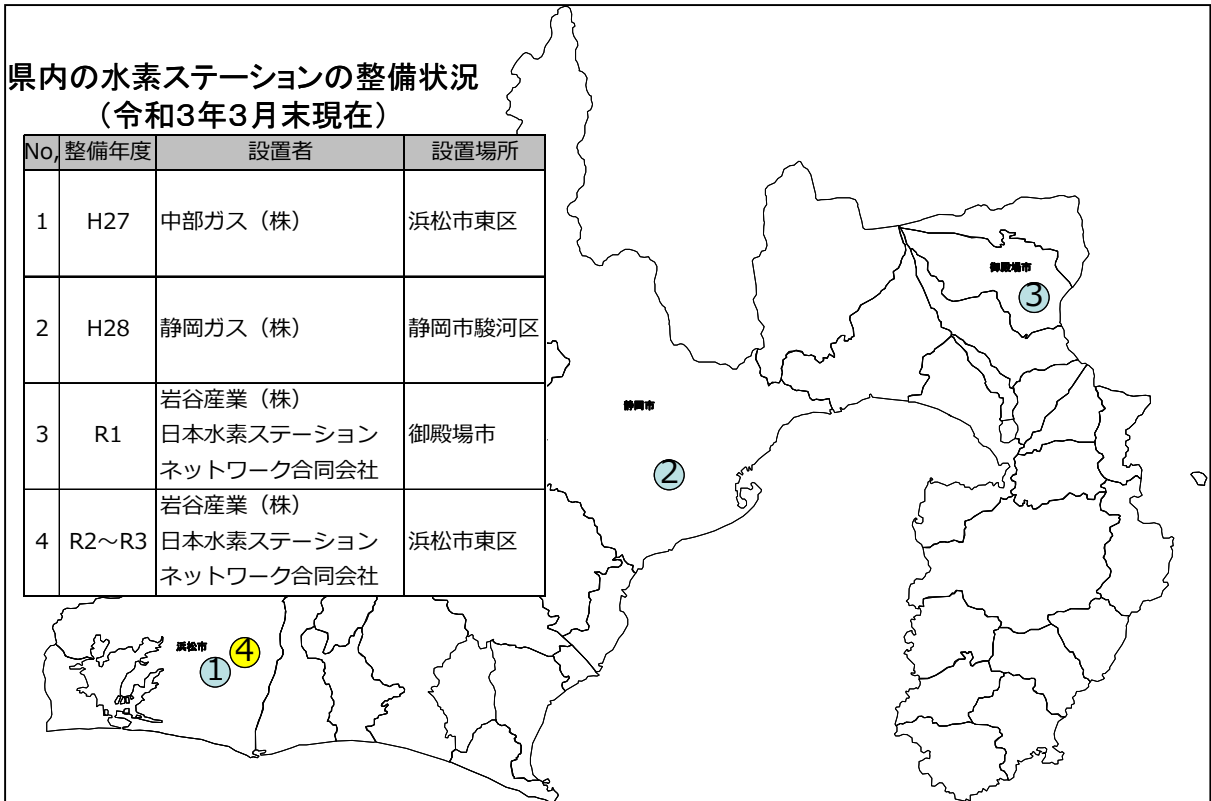 県内の水素ステーションの整備状況
（令和３年３月末現在）
No, 整備年度 設置者 設置場所
1 H27 中部ガス（株） 浜松市東区
2 H28 静岡ガス（株） 静岡市駿河区
3 R1 岩谷産業（株）
日本水素ステーション
ネットワーク合同会社 御殿場市
4 R2～R3 岩谷産業（株）
日本水素ステーション
ネットワーク合同会社 浜松市東区
御殿場市
3
静岡市
2
浜松市
4
1